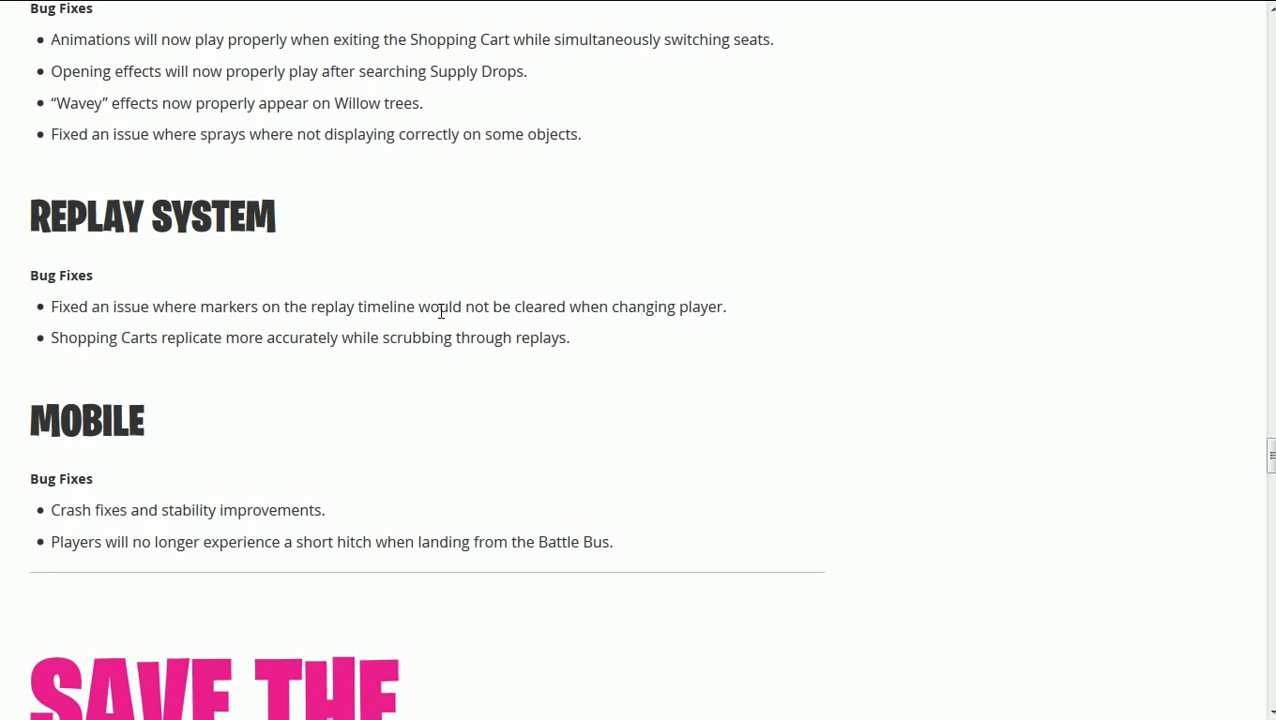 Bug Fixes
Animations will now play properly when exiting the Shopping Cart while simultaneously switching seats.
Opening effects will now properly play after searching Supply Drops.
“Wavey” effects now properly appear on Willow trees.
Fixed an issue where sprays where not displaying correctly on some objects.
REPLAY SYSTEM
Bug Fixes
Fixed an issue where markers on the replay timeline would not be cleared when changing player.
Shopping Carts replicate more accurately while scrubbing through replays.
MOBILE
Bug Fixes
Crash fixes and stability improvements.
Players will no longer experience a short hitch when landing from the Battle Bus.
SAVE THE